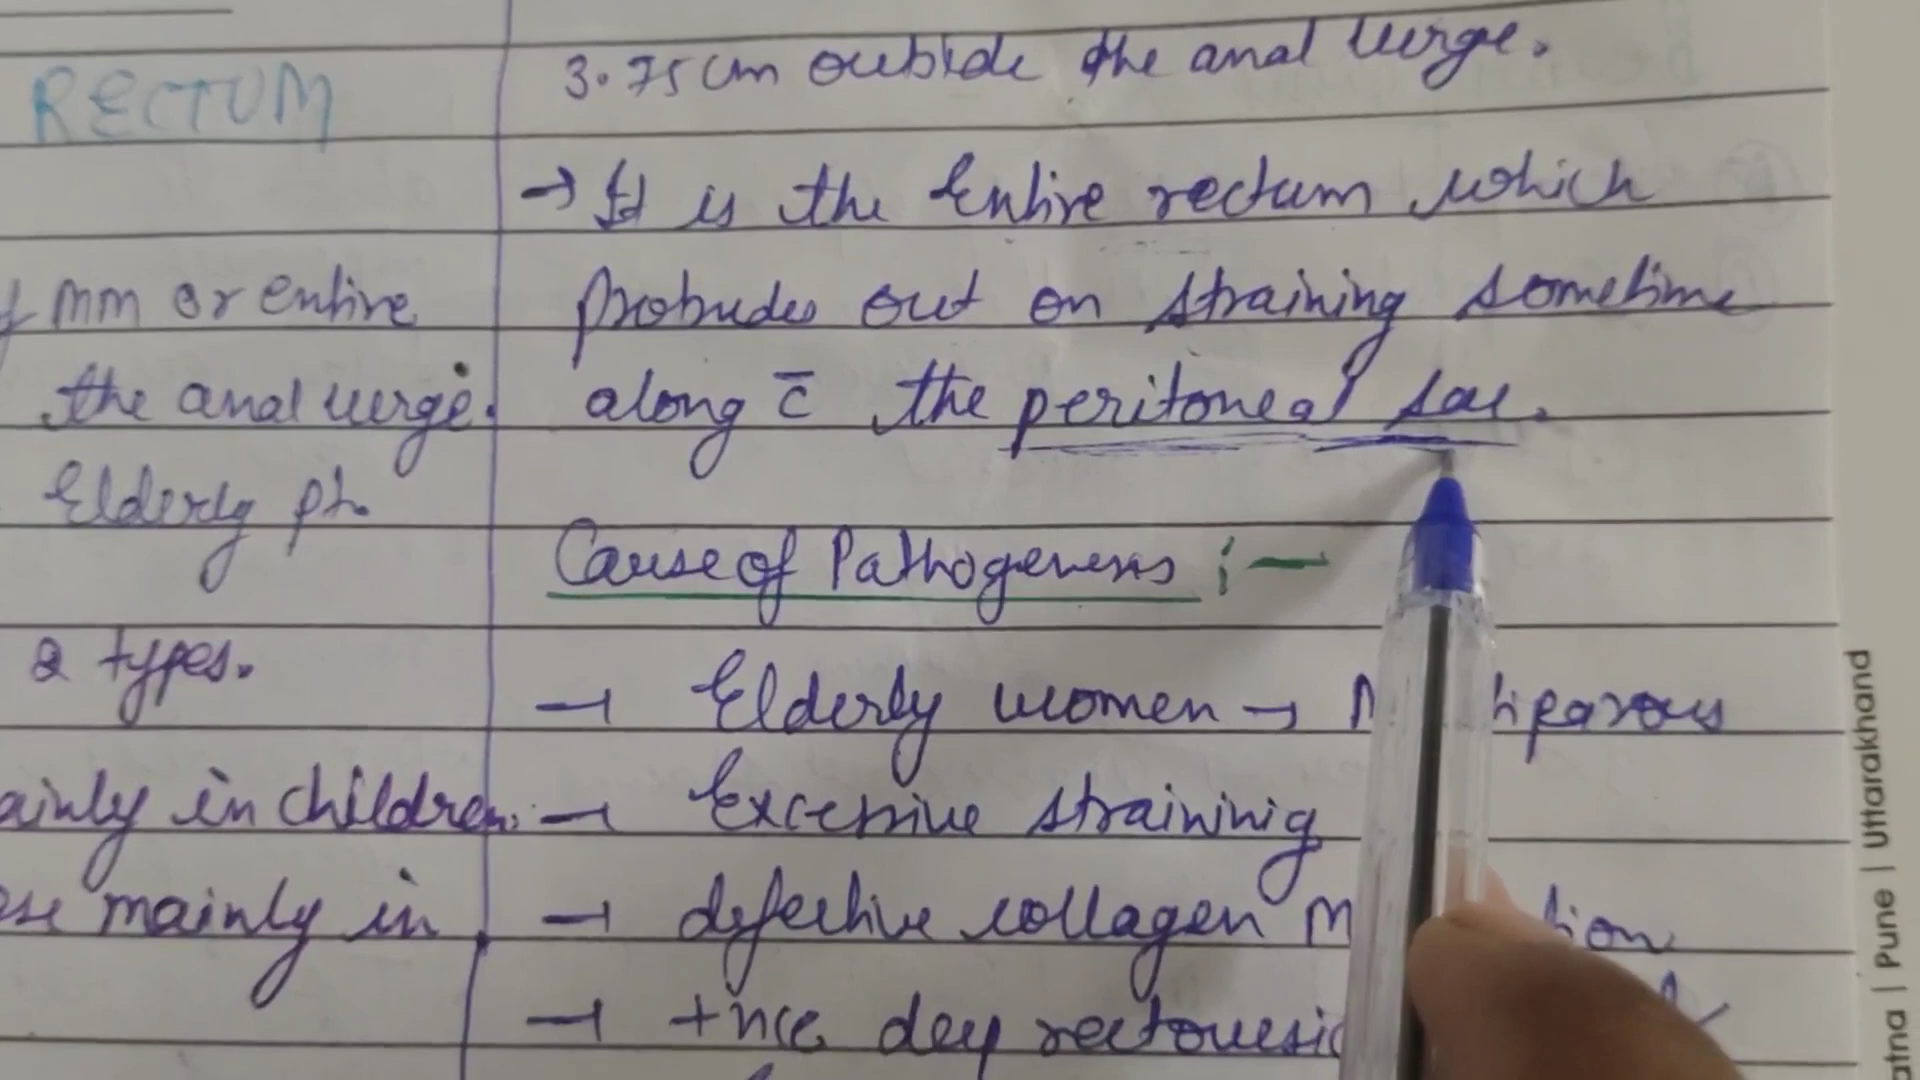 RECTUM
mm or entire
the anal verge.
Elderly pt.
2 types.
mainly in children.
mainly in
3.75 cm outside the anal verge.
→ It is the Entire rectum which
protrudes out on straining sometime
along c̄ the peritoneal sac.
Cause of Pathogenesis :-
→ Elderly women →
→ Excessive straining
→ defective collagen
→ +nce deep
Patna | Pune | Uttarakhand